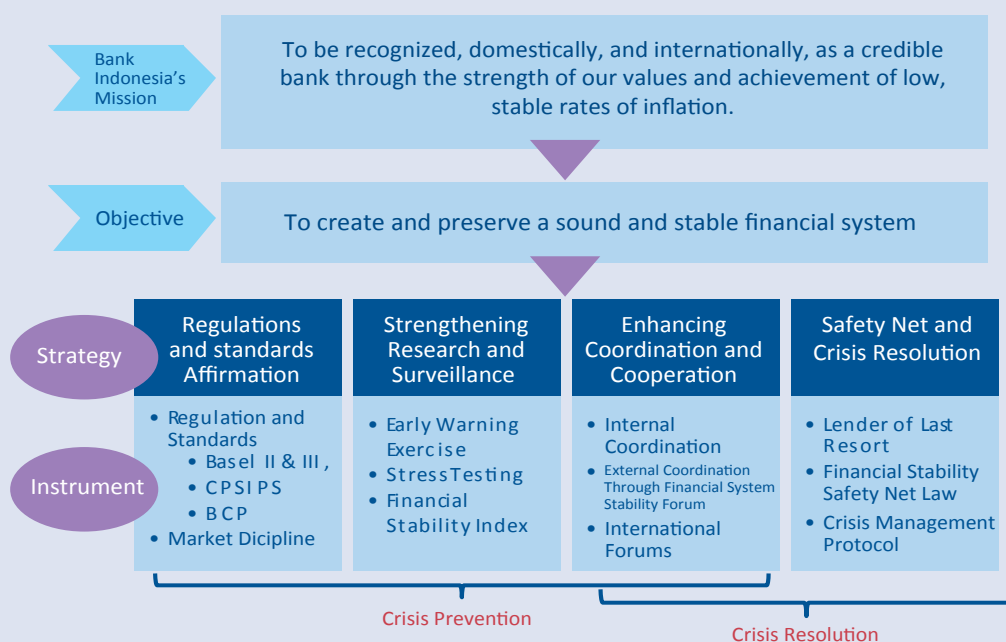 Bank
Indonesia's
Mission
To be recognized, domestically, and internationally, as a credible
bank through the strength of our values and achievement of low,
stable rates of inflation.
Objective
To create and preserve a sound and stable financial system
Strategy
Regulations
and standards
Affirmation
Strengthening
Research and
Surveillance
Enhancing
Coordination and
Cooperation
Safety Net and
Crisis Resolution
Instrument
• Regulation and
Standards
• Basel II & III ,
• CPSIPS
• BCP
• Market Dicipline
• Early Warning
Exercise
• StressTesting
• Financial
Stability Index
• Internal
Coordination
• External Coordination
Through Financial System
Stability Forum
• International
Forums
• Lender of Last
Resort
• Financial Stability
Safety Net Law
• Crisis Management
Protocol
Crisis Prevention
Crisis Resolution